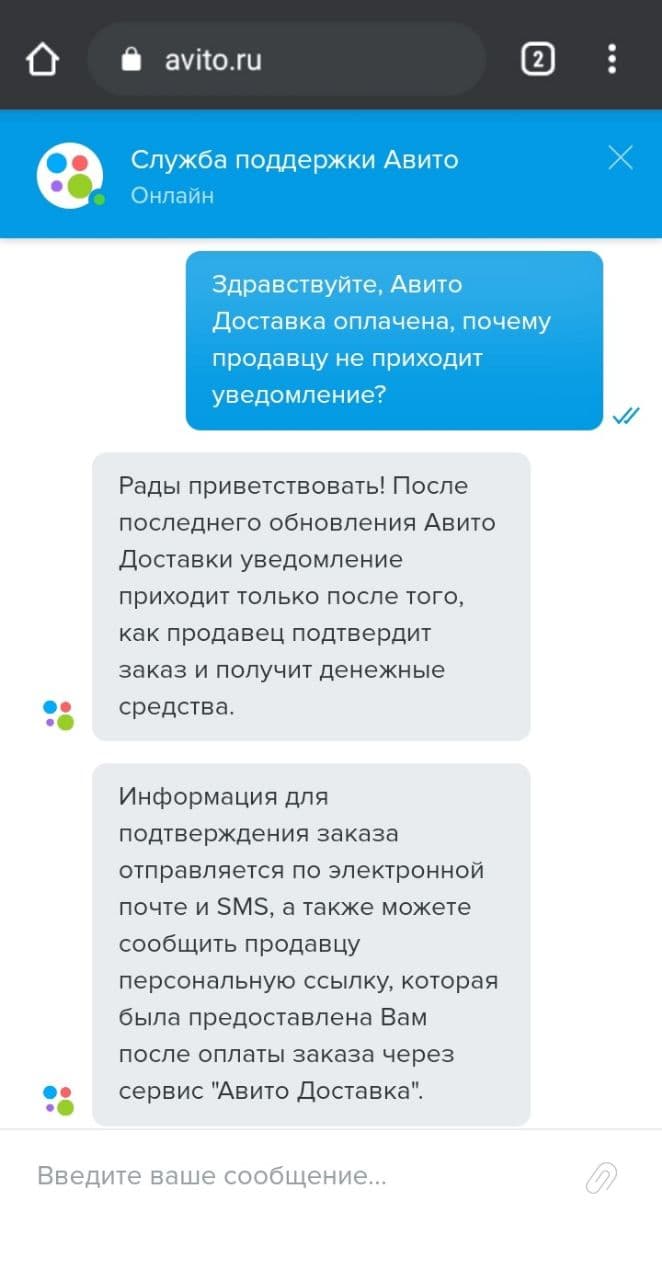 avito.ru
2
Служба поддержки Авито
Онлайн
Здравствуйте, Авито
Доставка оплачена, почему
продавцу не приходит
уведомление?
Рады приветствовать! После
последнего обновления Авито
Доставки уведомление
приходит только после того,
как продавец подтвердит
заказ и получит денежные
средства.
Информация для
подтверждения заказа
отправляется по электронной
почте и SMS, а также можете
сообщить продавцу
персональную ссылку, которая
была предоставлена Вам
после оплаты заказа через
сервис "Авито Доставка".
Введите ваше сообщение...